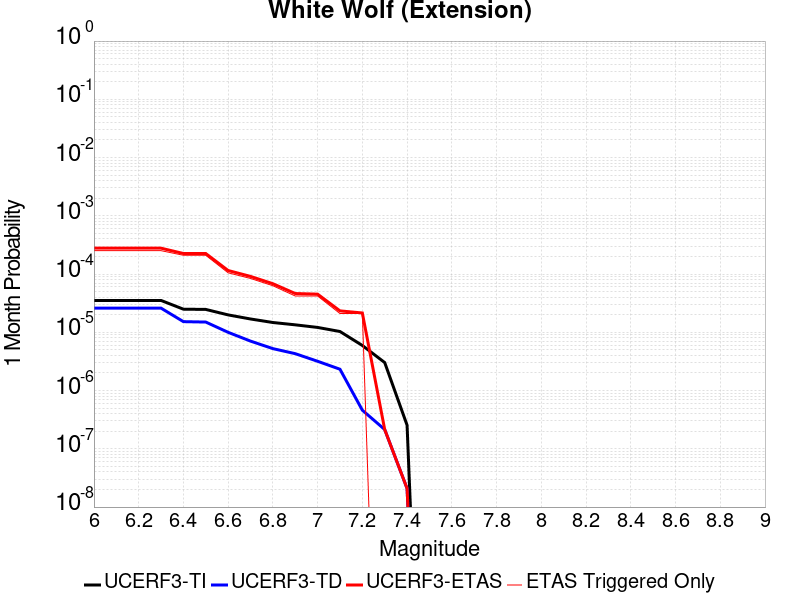 White Wolf (Extension)
1 Month Probability
10^0
10^-1
10^-2
10^-3
10^-4
10^-5
10^-6
10^-7
10^-8
6 6.2 6.4 6.6 6.8 7 7.2 7.4 7.6 7.8 8 8.2 8.4 8.6 8.8 9
Magnitude
UCERF3-TI UCERF3-TD UCERF3-ETAS ETAS Triggered Only